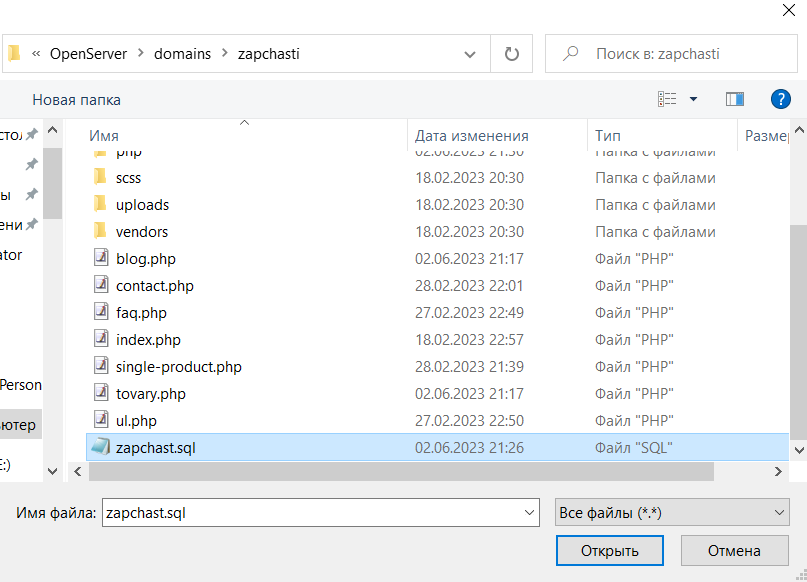 « OpenServer > domains > zapchasti
Поиск в: zapchasti
Новая папка
?
Имя Дата изменения Тип Размер
php 02.06.2023 21:30 Папка с файлами
scss 18.02.2023 20:30 Папка с файлами
uploads 18.02.2023 20:30 Папка с файлами
vendors 18.02.2023 20:30 Папка с файлами
blog.php 02.06.2023 21:17 Файл "PHP"
contact.php 28.02.2023 22:01 Файл "PHP"
faq.php 27.02.2023 22:49 Файл "PHP"
index.php 18.02.2023 22:57 Файл "PHP"
single-product.php 28.02.2023 21:39 Файл "PHP"
tovary.php 02.06.2023 21:17 Файл "PHP"
ul.php 27.02.2023 22:50 Файл "PHP"
zapchast.sql 02.06.2023 21:26 Файл "SQL"
стол
ы
ени
ator
Person
ьютер
E:)
Имя файла: zapchast.sql
Все файлы (*.*)
Открыть Отмена